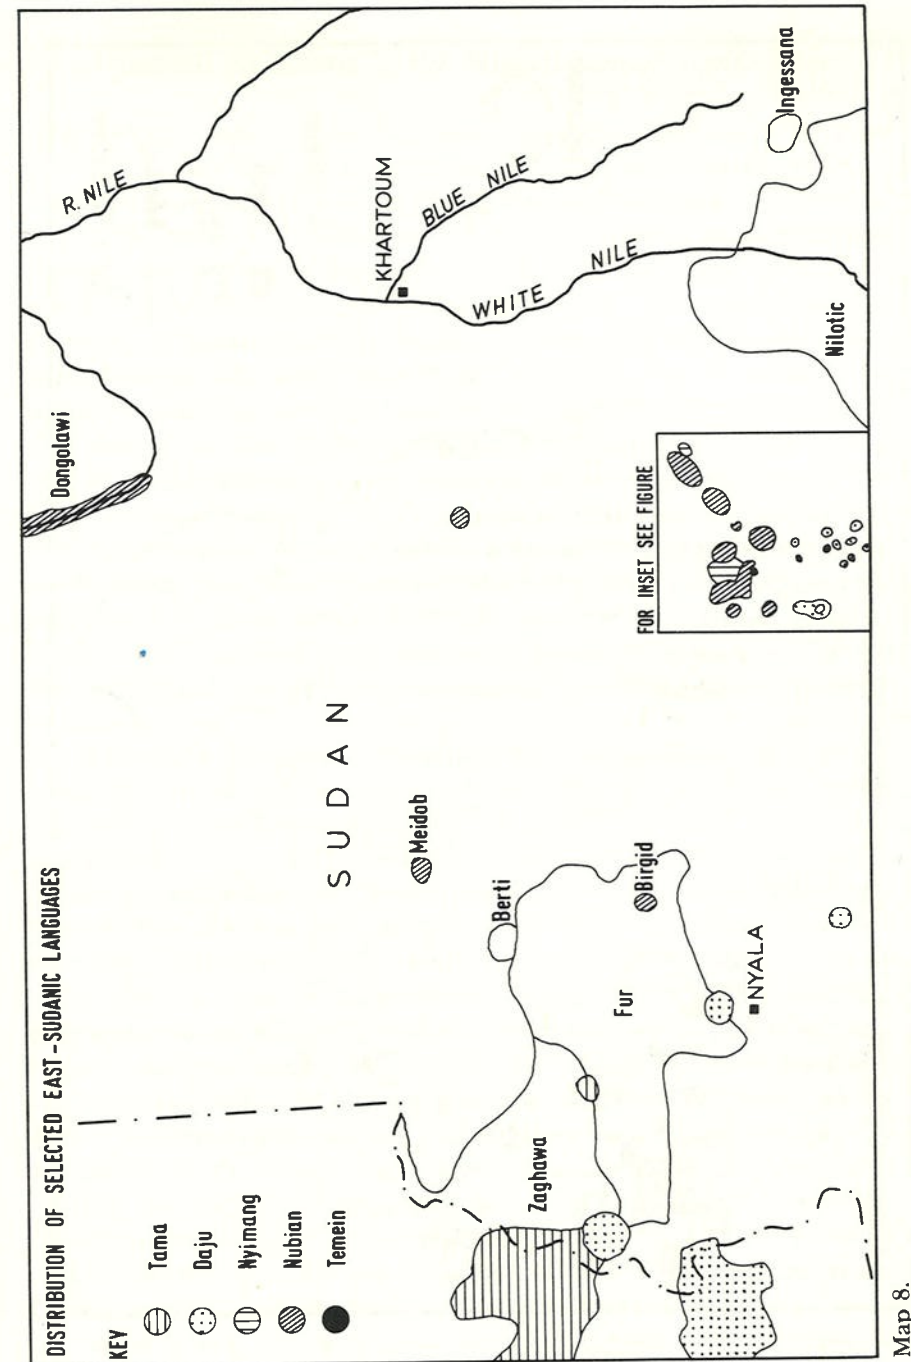 DISTRIBUTION OF SELECTED EAST-SUDANIC LANGUAGES
KEY
Tama
Daju
Nyimang
Nubian
Temein
SUDAN
R. NILE
KHARTOUM
BLUE NILE
WHITE NILE
Ingessana
Dongolawi
Nilotic
FOR INSET SEE FIGURE
Meidob
Berti
Birgid
Fur
NYALA
Zaghawa
Map 8.